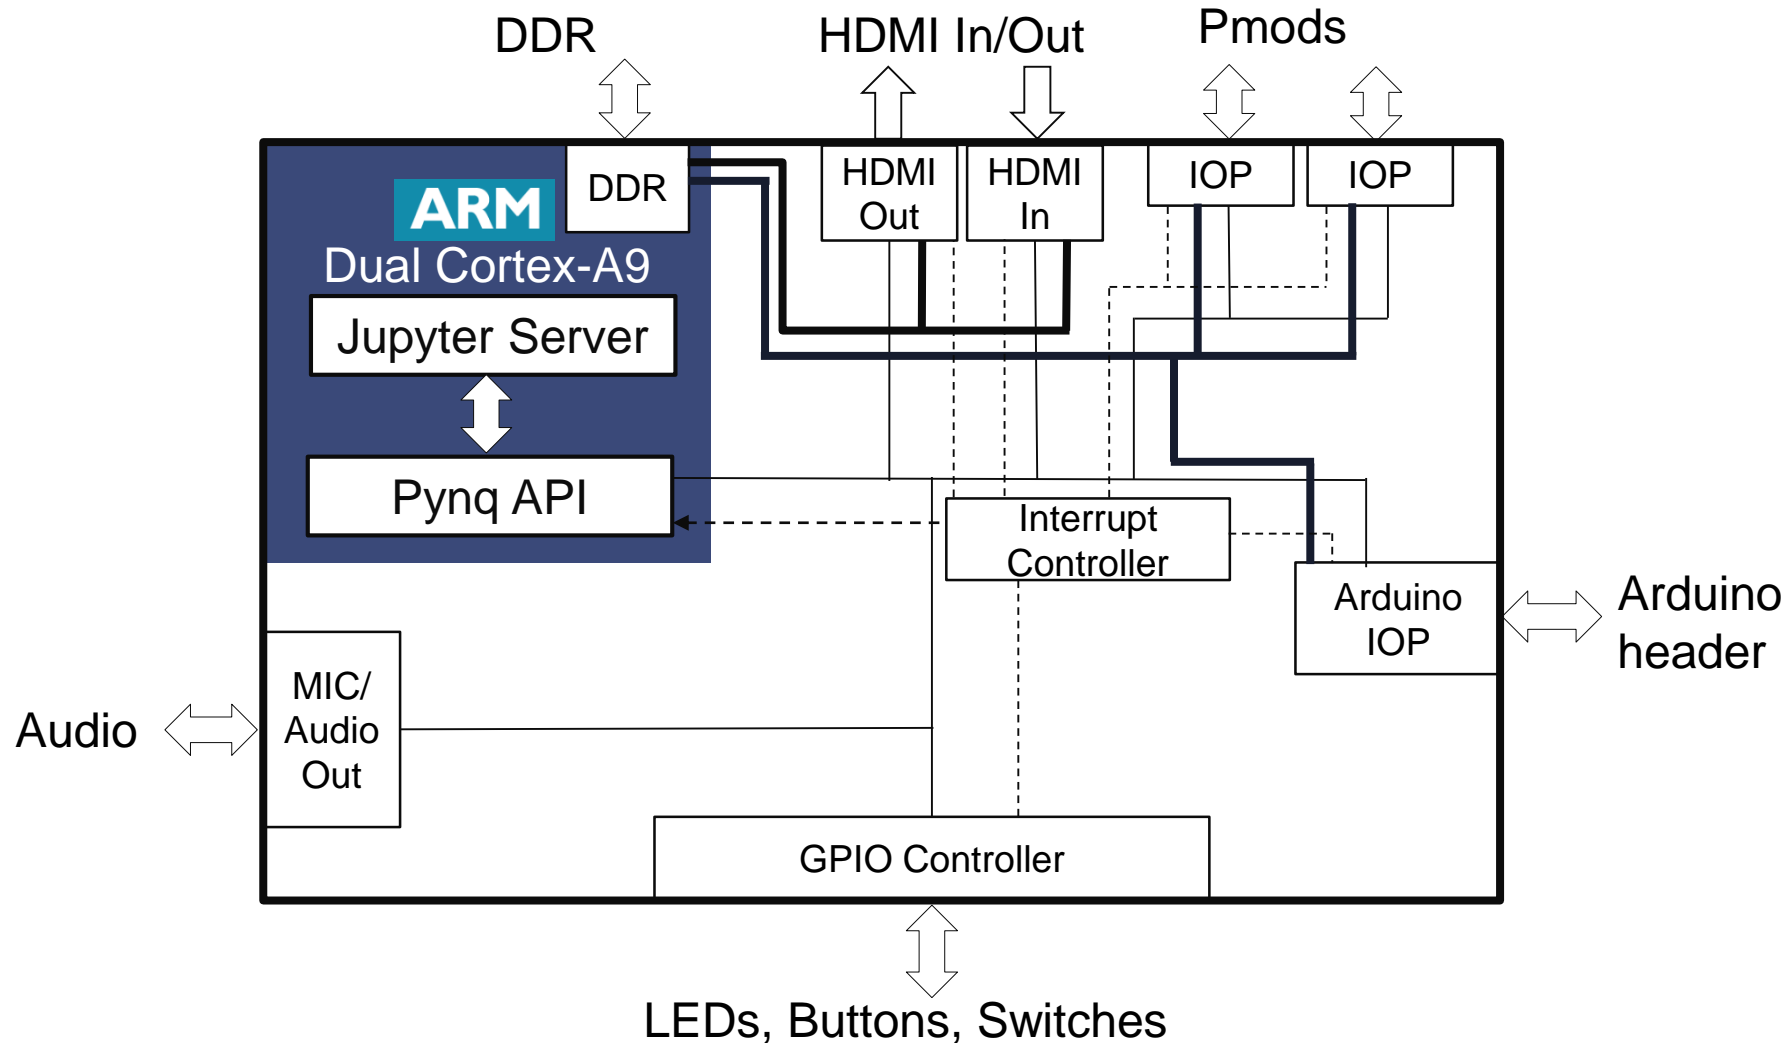 DDR
HDMI In/Out
Pmods
DDR
HDMI
Out
HDMI
In
IOP
IOP
ARM
Dual Cortex-A9
Jupyter Server
Pynq API
Interrupt
Controller
Arduino
IOP
Arduino
header
MIC/
Audio
Out
Audio
GPIO Controller
LEDs, Buttons, Switches